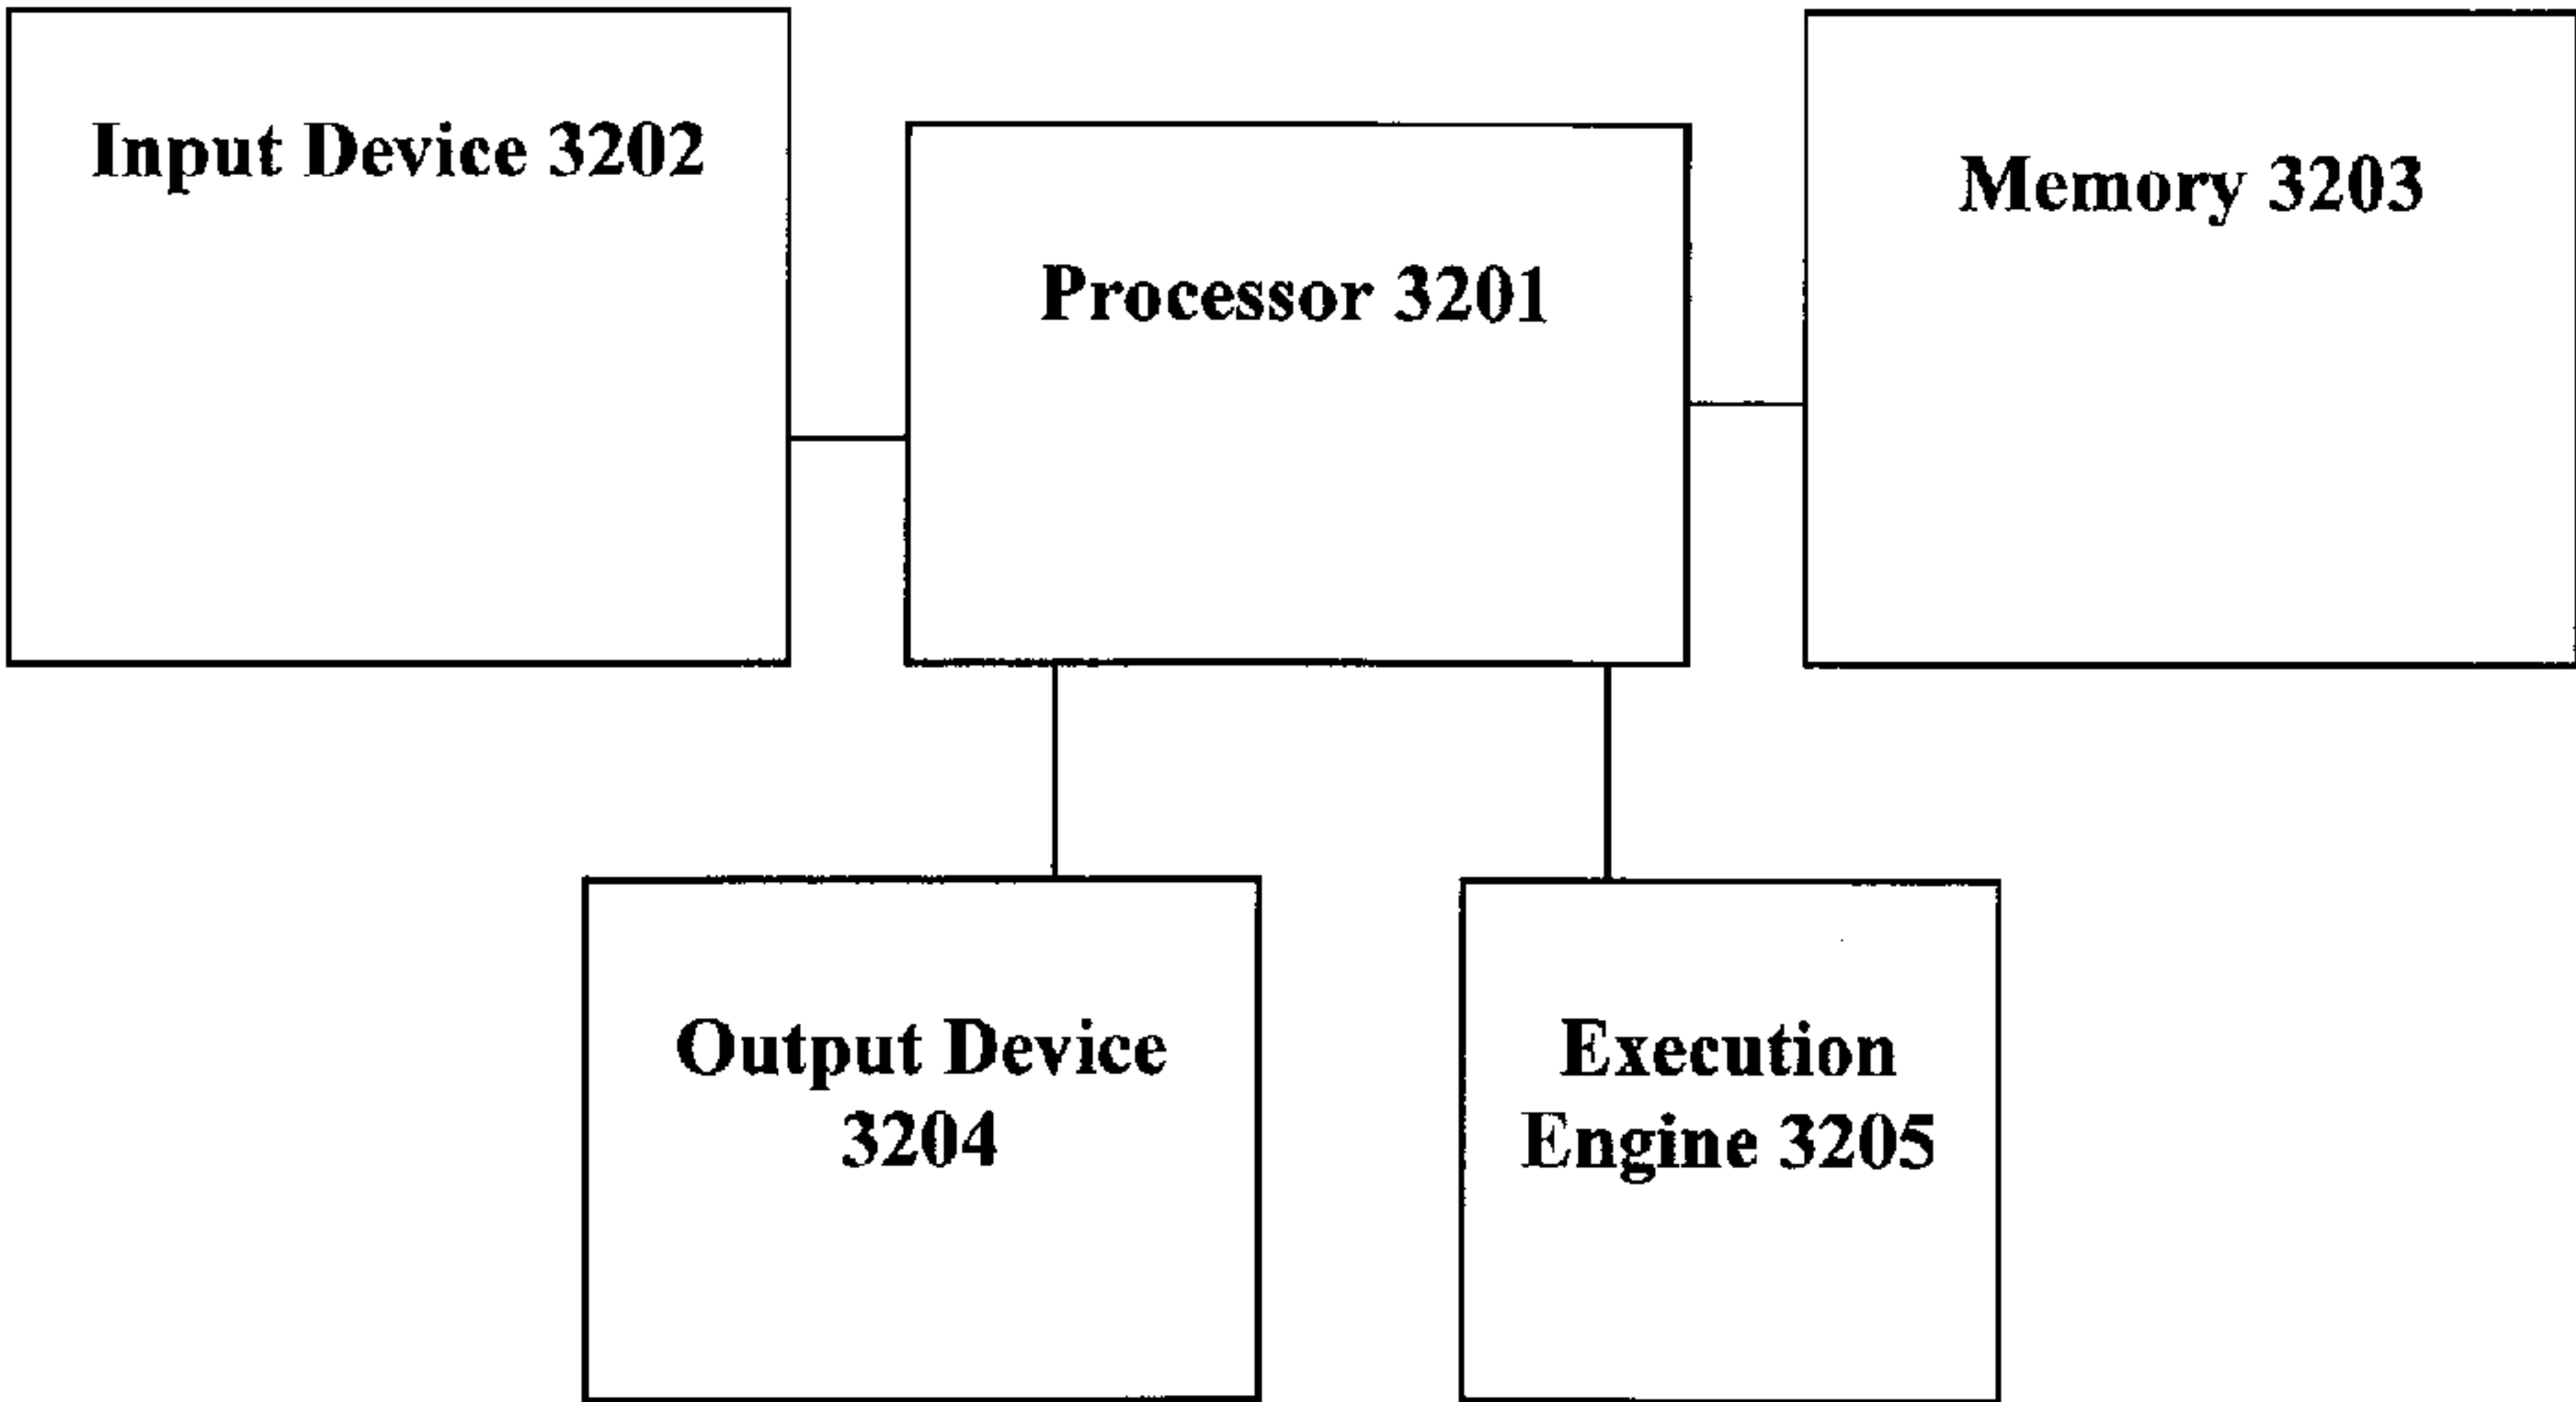 Input Device 3202
Processor 3201
Memory 3203
Output Device
3204
Execution
Engine 3205